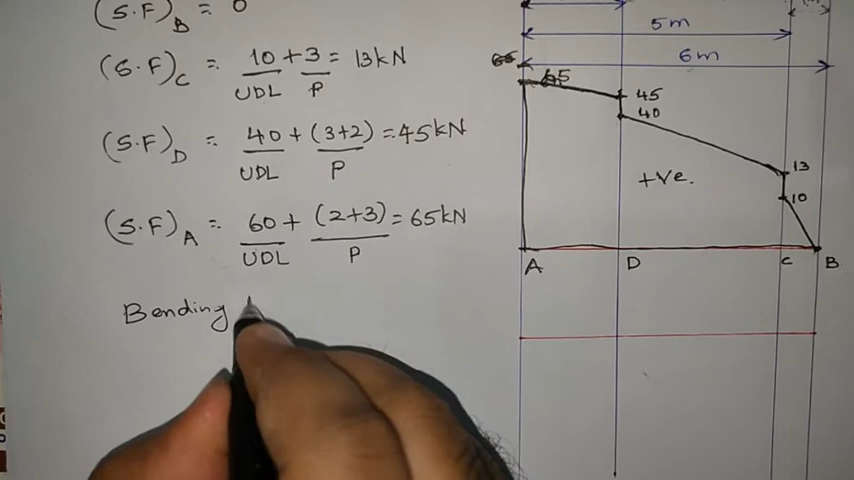 (S.F)B = 0
(S.F)C = 10 + 3 = 13kN
UDL P
(S.F)D = 40 + (3+2) = 45kN
UDL P
(S.F)A = 60 + (2+3) = 65kN
UDL P
Bending
5m
6m
65
45
40
+ve.
13
10
A D C B